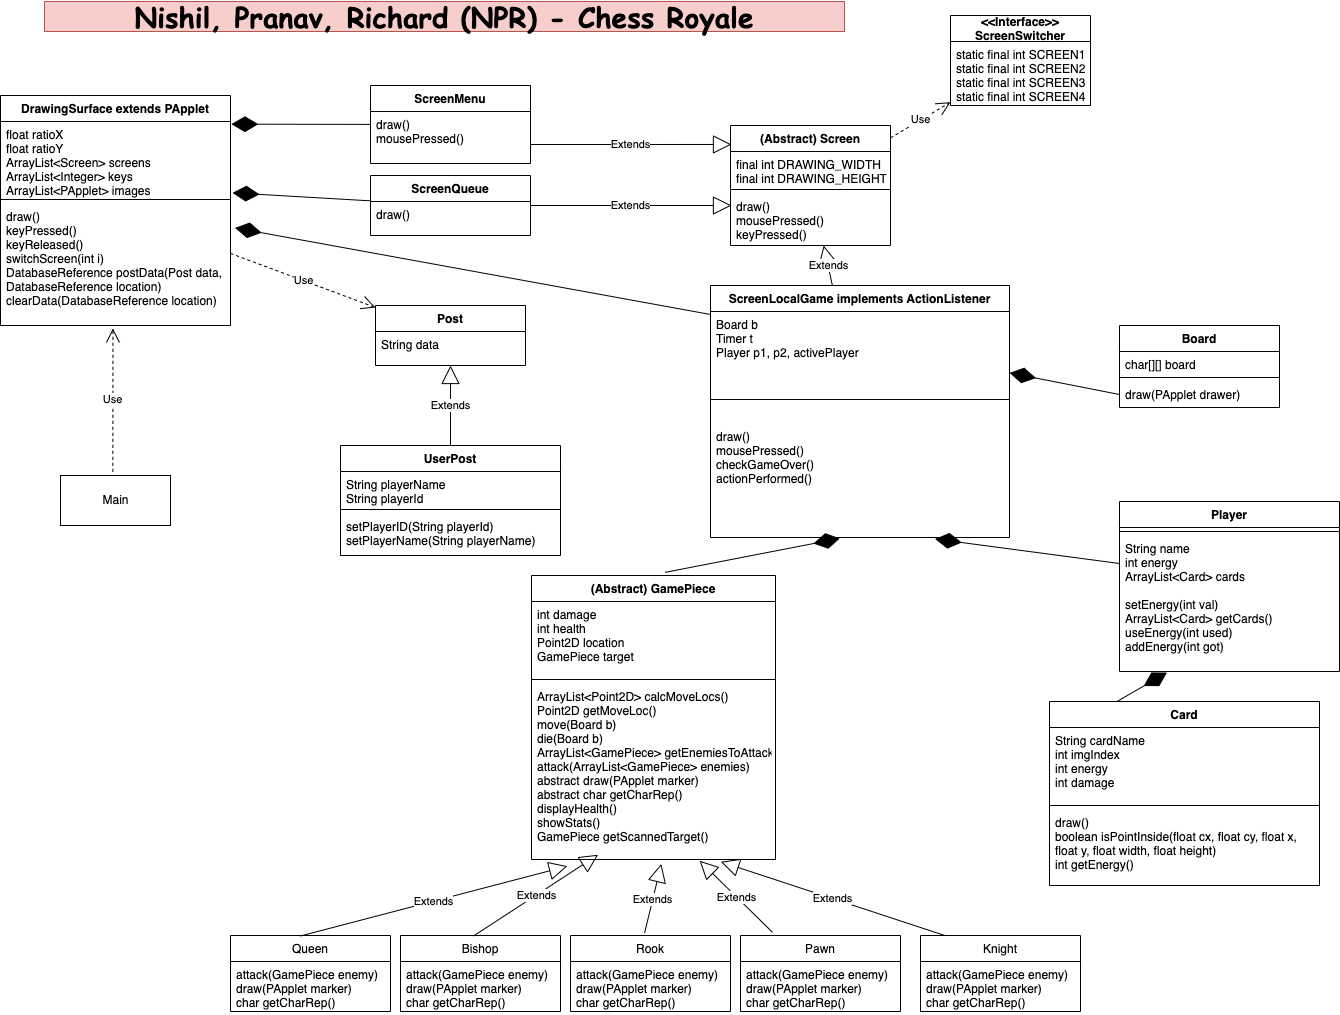 Nishil, Pranav, Richard (NPR) - Chess Royale
<<Interface>>
ScreenSwitcher
static final int SCREEN1
static final int SCREEN2
static final int SCREEN3
static final int SCREEN4
DrawingSurface extends PApplet
float ratioX
float ratioY
ArrayList<Screen> screens
ArrayList<Integer> keys
ArrayList<PApplet> images
draw()
keyPressed()
keyReleased()
switchScreen(int i)
DatabaseReference postData(Post data,
DatabaseReference location)
clearData(DatabaseReference location)
ScreenMenu
draw()
mousePressed()
Extends
ScreenQueue
draw()
Extends
(Abstract) Screen
final int DRAWING_WIDTH
final int DRAWING_HEIGHT
draw()
mousePressed()
keyPressed()
Use
Extends
Use
Post
String data
Extends
Use
Main
UserPost
String playerName
String playerId
setPlayerID(String playerId)
setPlayerName(String playerName)
ScreenLocalGame implements ActionListener
Board b
Timer t
Player p1, p2, activePlayer
draw()
mousePressed()
checkGameOver()
actionPerformed()
Board
char[][] board
draw(PApplet drawer)
Player
String name
int energy
ArrayList<Card> cards
setEnergy(int val)
ArrayList<Card> getCards()
useEnergy(int used)
addEnergy(int got)
(Abstract) GamePiece
int damage
int health
Point2D location
GamePiece target
ArrayList<Point2D> calcMoveLocs()
Point2D getMoveLoc()
move(Board b)
die(Board b)
ArrayList<GamePiece> getEnemiesToAttack
attack(ArrayList<GamePiece> enemies)
abstract draw(PApplet marker)
abstract char getCharRep()
displayHealth()
showStats()
GamePiece getScannedTarget()
Card
String cardName
int imgIndex
int energy
int damage
draw()
boolean isPointInside(float cx, float cy, float x,
float y, float width, float height)
int getEnergy()
Extends
Extends
Extends
Extends
Extends
Queen
attack(GamePiece enemy)
draw(PApplet marker)
char getCharRep()
Bishop
attack(GamePiece enemy)
draw(PApplet marker)
char getCharRep()
Rook
attack(GamePiece enemy)
draw(PApplet marker)
char getCharRep()
Pawn
attack(GamePiece enemy)
draw(PApplet marker)
char getCharRep()
Knight
attack(GamePiece enemy)
draw(PApplet marker)
char getCharRep()